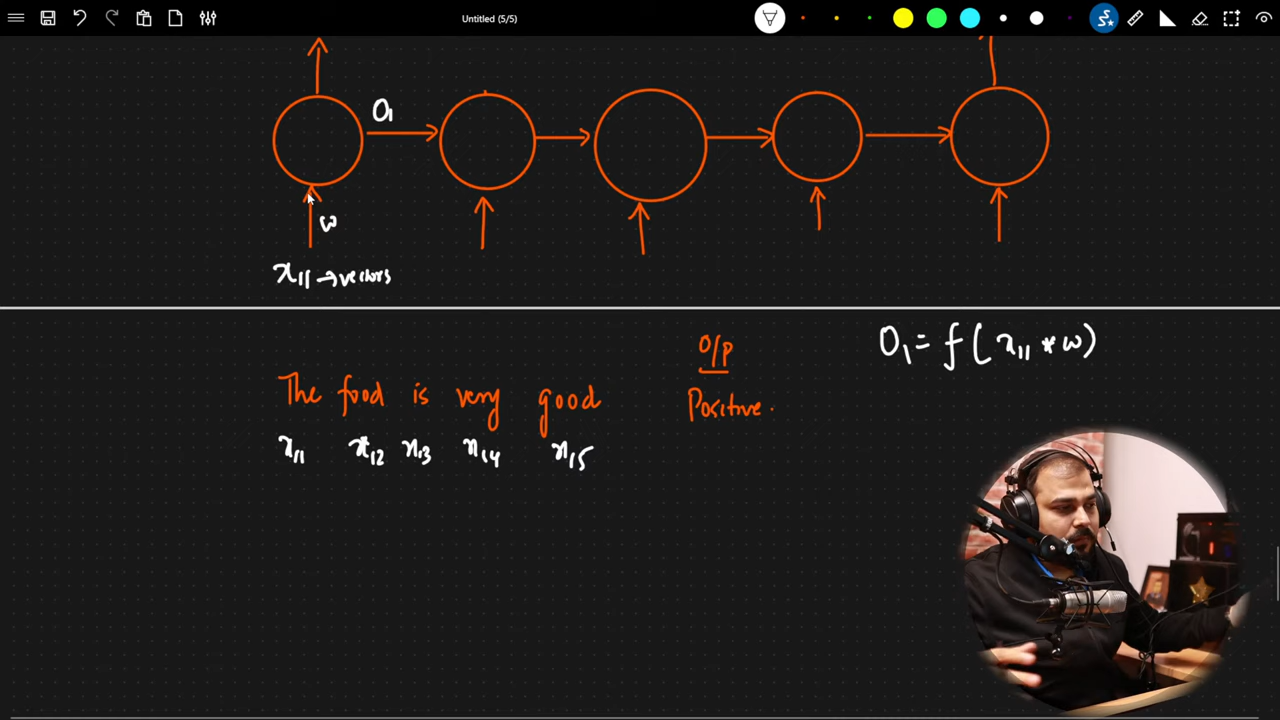 Untitled (5/5)
O₁
w
x₁₁ → vectors
O/P
O₁ = f(x₁₁ * w)
The food is very good
Positive.
x₁₁ x₁₂ x₁₃ x₁₄ x₁₅